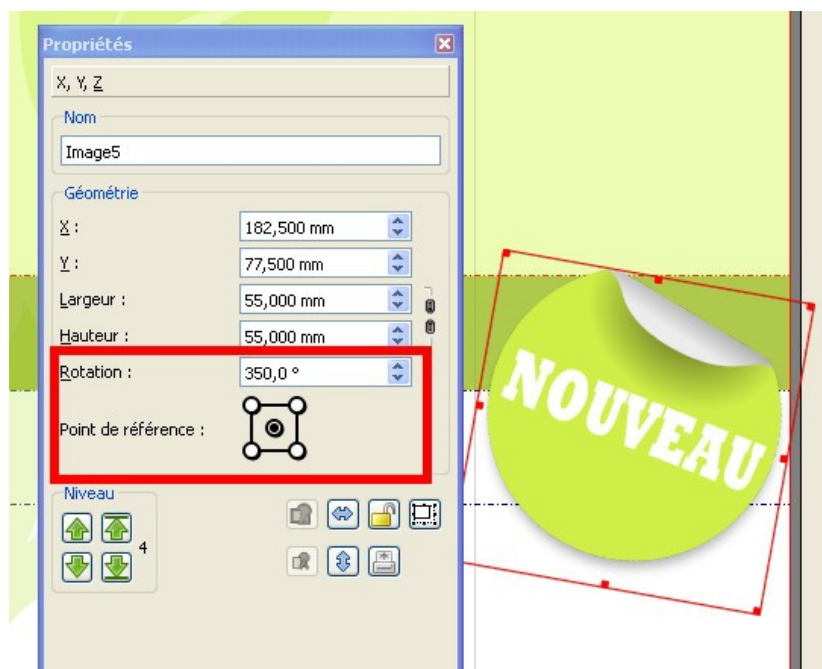 Propriétés
X, Y, Z
Nom
Image5
Géométrie
X : 182,500 mm
Y : 77,500 mm
Largeur : 55,000 mm
Hauteur : 55,000 mm
Rotation : 350,0 °
Point de référence :
Niveau
4
NOUVEAU